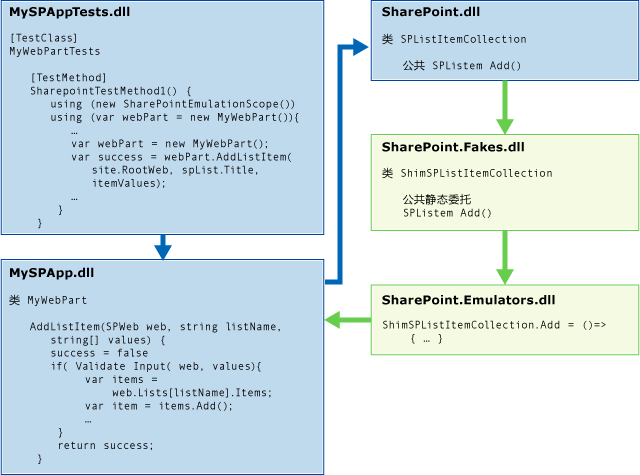 MySPAppTests.dll
[TestClass]
MyWebPartTests
[TestMethod]
SharepointTestMethod1() {
using (new SharePointEmulationScope())
using (var webPart = new MyWebPart()){
…
var webPart = new MyWebPart();
var success = webPart.AddListItem(
site.RootWeb, spList.Title,
itemValues);
…
}
}
MySPApp.dll
类 MyWebPart
AddListItem(SPWeb web, string listName,
string[] values) {
success = false
if( Validate Input( web, values){
var items =
web.Lists[listName].Items;
var item = items.Add();
…
}
return success;
}
SharePoint.dll
类 SPListItemCollection
公共 SPListem Add()
SharePoint.Fakes.dll
类 ShimSPListItemCollection
公共静态委托
SPListem Add()
SharePoint.Emulators.dll
ShimSPListItemCollection.Add = ()=>
{ … }